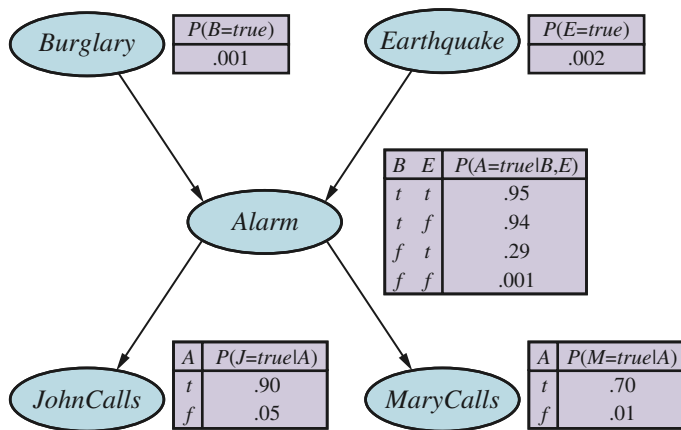 Burglary
P(B=true)
.001
Earthquake
P(E=true)
.002
Alarm
B E P(A=true|B,E)
t t .95
t f .94
f t .29
f f .001
JohnCalls
A P(J=true|A)
t .90
f .05
MaryCalls
A P(M=true|A)
t .70
f .01